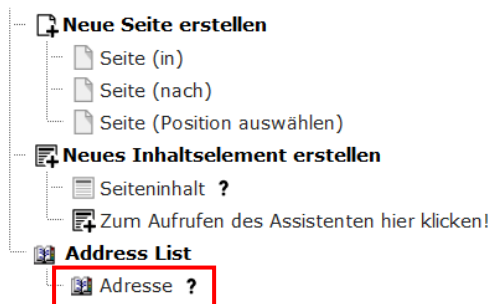 Neue Seite erstellen
Seite (in)
Seite (nach)
Seite (Position auswählen)
Neues Inhaltselement erstellen
Seiteninhalt ?
Zum Aufrufen des Assistenten hier klicken!
Address List
Adresse ?